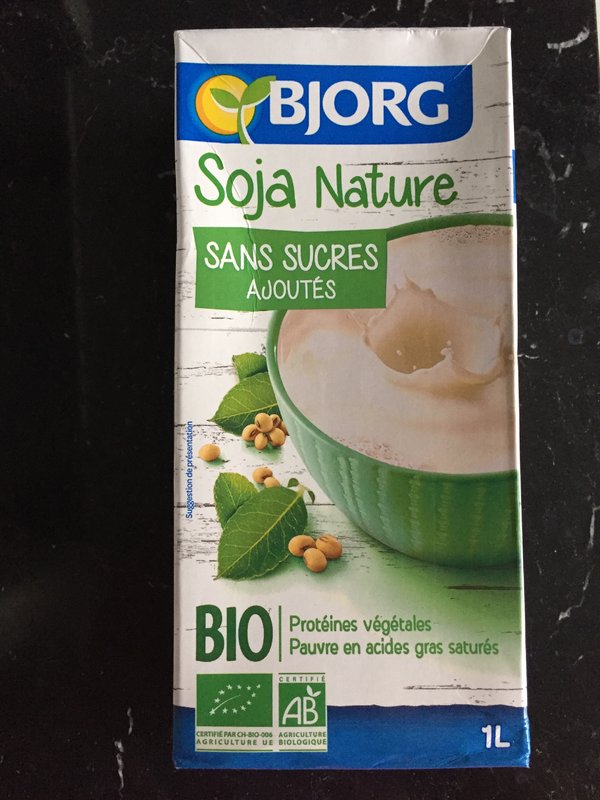 BJORG
Soja Nature
SANS SUCRES
AJOUTÉS
Suggestion de présentation
BIO
Protéines végétales
Pauvre en acides gras saturés
CERTIFIÉ PAR CH-BIO-006
AGRICULTURE UE
CERTIFIÉ
AB
AGRICULTURE
BIOLOGIQUE
1L